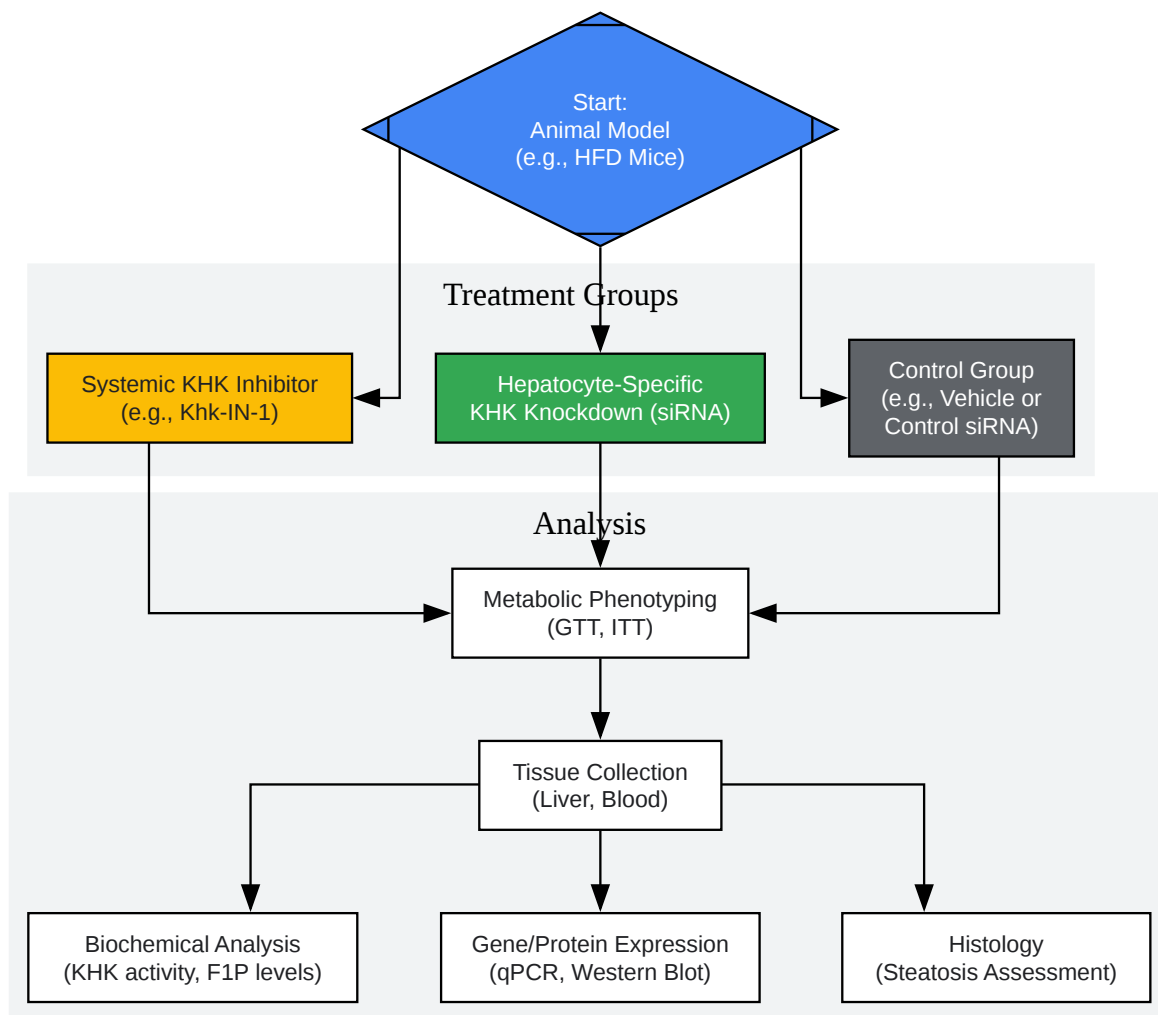 Start:
Animal Model
(e.g., HFD Mice)
Treatment Groups
Systemic KHK Inhibitor
(e.g., Khk-IN-1)
Hepatocyte-Specific
KHK Knockdown (siRNA)
Control Group
(e.g., Vehicle or
Control siRNA)
Analysis
Metabolic Phenotyping
(GTT, ITT)
Tissue Collection
(Liver, Blood)
Biochemical Analysis
(KHK activity, F1P levels)
Gene/Protein Expression
(qPCR, Western Blot)
Histology
(Steatosis Assessment)